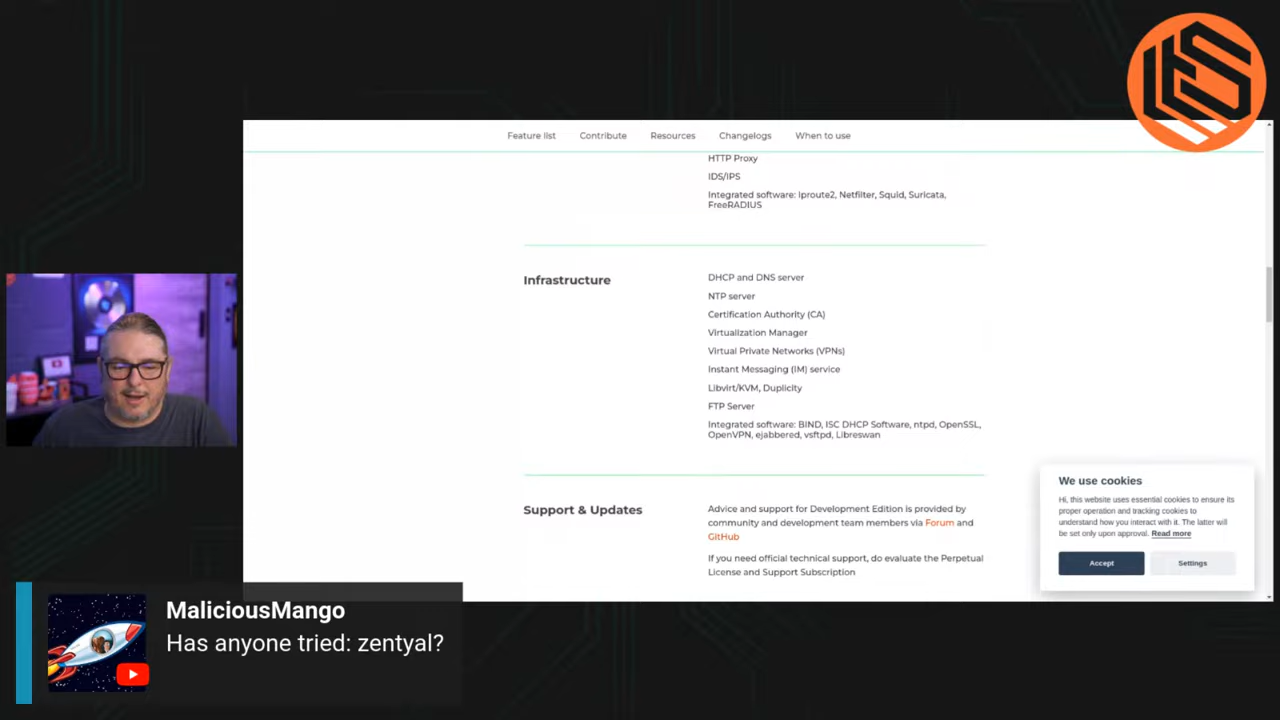 Feature list Contribute Resources Changelogs When to use
HTTP Proxy
IDS/IPS
Integrated software: Iproute2, Netfilter, Squid, Suricata,
FreeRADIUS
Infrastructure
DHCP and DNS server
NTP server
Certification Authority (CA)
Virtualization Manager
Virtual Private Networks (VPNs)
Instant Messaging (IM) service
Libvirt/KVM, Duplicity
FTP Server
Integrated software: BIND, ISC DHCP Software, ntpd, OpenSSL,
OpenVPN, ejabbered, vsftpd, Libreswan
Support & Updates
Advice and support for Development Edition is provided by
community and development team members via Forum and
GitHub
If you need official technical support, do evaluate the Perpetual
License and Support Subscription
We use cookies
Hi, this website uses essential cookies to ensure its
proper operation and tracking cookies to
understand how you interact with it. The latter will
be set only upon approval. Read more
Accept Settings
MaliciousMango
Has anyone tried: zentyal?